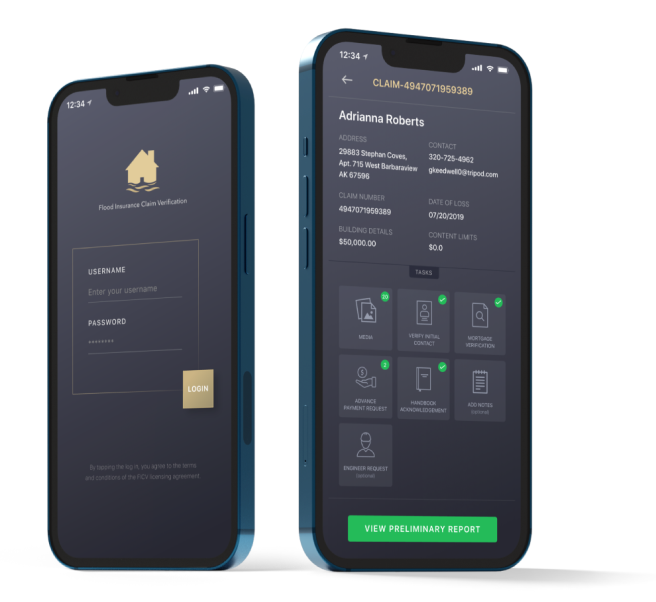 12:34
Flood Insurance Claim Verification
USERNAME
Enter your username
PASSWORD
********
LOGIN
By passing the log in, you agree to the terms
and conditions of the FICV licensing agreement
12:34
CLAIM-4947071959389
Adrianna Roberts
ADDRESS
29883 Stephan Coves,
Apt. 715 West Barbaraview
AK 67596
CONTACT
320-725-4962
gkeedwell0@tripod.com
CLAIM NUMBER
4947071959389
DATE OF LOSS
07/20/2019
BUILDING DETAILS
$50,000.00
CONTENT LIMITS
$0.0
TASKS
20
MEDIA
VERIFY INITIAL
CONTACT
MORTGAGE
VERIFICATION
2
ADVANCE
PAYMENT REQUEST
HANDBOOK
ACKNOWLEDGEMENT
ADD NOTES
(optional)
ENGINEER REQUEST
(optional)
VIEW PRELIMINARY REPORT